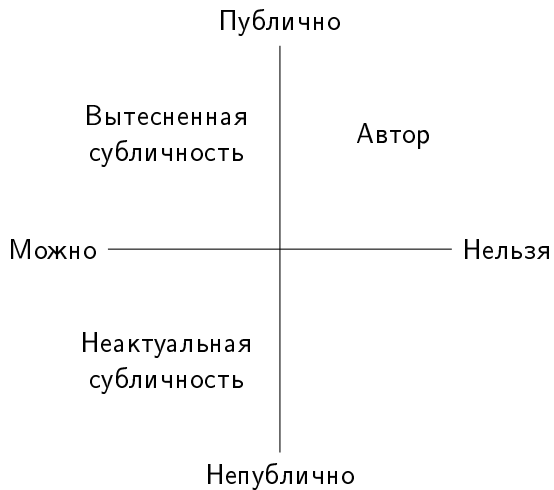 Публично
Вытесненная
субличность
Автор
Можно
Нельзя
Неактуальная
субличность
Непублично